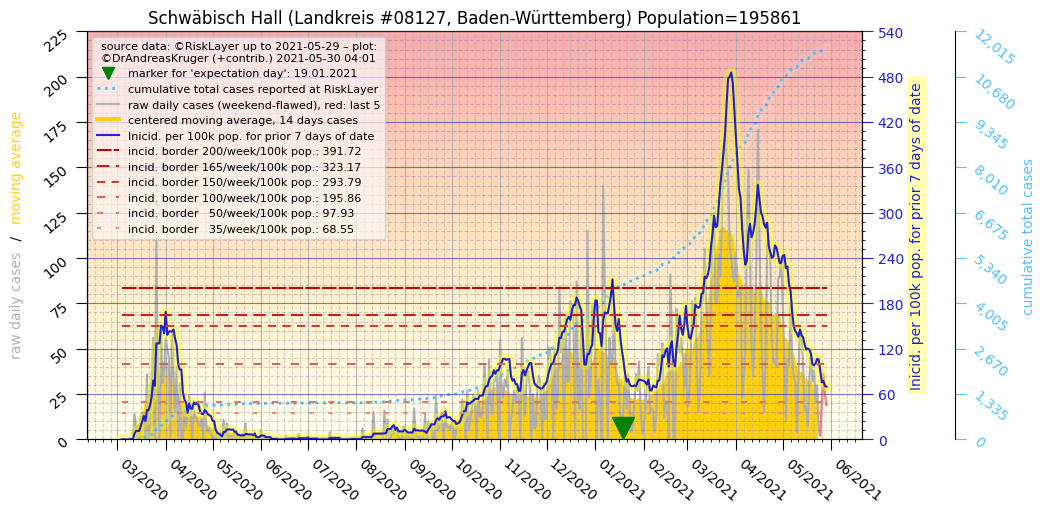 Schwäbisch Hall (Landkreis #08127, Baden-Württemberg) Population=195861
source data: ©RiskLayer up to 2021-05-29 – plot:
©DrAndreasKruger (+contrib.) 2021-05-30 04:01
marker for 'expectation day': 19.01.2021
cumulative total cases reported at RiskLayer
raw daily cases (weekend-flawed), red: last 5
centered moving average, 14 days cases
Inicid. per 100k pop. for prior 7 days of date
incid. border 200/week/100k pop.: 391.72
incid. border 165/week/100k pop.: 323.17
incid. border 150/week/100k pop.: 293.79
incid. border 100/week/100k pop.: 195.86
incid. border 50/week/100k pop.: 97.93
incid. border 35/week/100k pop.: 68.55
raw daily cases / moving average
225
200
175
150
125
100
75
50
25
0
03/2020
04/2020
05/2020
06/2020
07/2020
08/2020
09/2020
10/2020
11/2020
12/2020
01/2021
02/2021
03/2021
04/2021
05/2021
06/2021
540
480
420
360
300
240
180
120
60
0
Inicid. per 100k pop. for prior 7 days of date
12,015
10,680
9,345
8,010
6,675
5,340
4,005
2,670
1,335
0
cumulative total cases